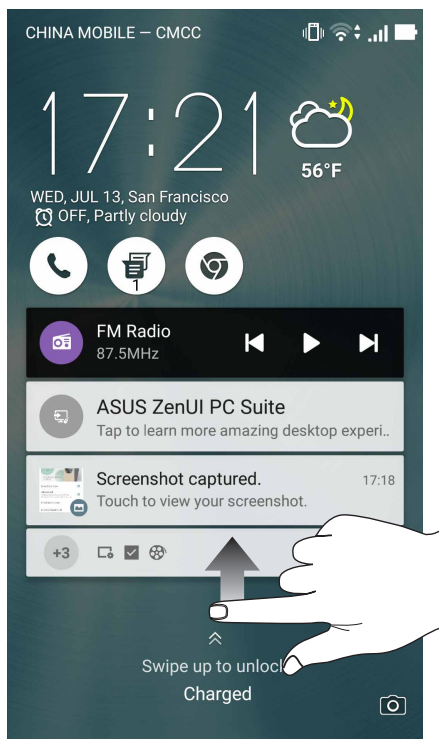 CHINA MOBILE – CMCC
17:21
56°F
WED, JUL 13, San Francisco
OFF, Partly cloudy
1
FM Radio
87.5MHz
ASUS ZenUI PC Suite
Tap to learn more amazing desktop experi..
Screenshot captured. 17:18
Touch to view your screenshot.
+3
Swipe up to unloc
Charged